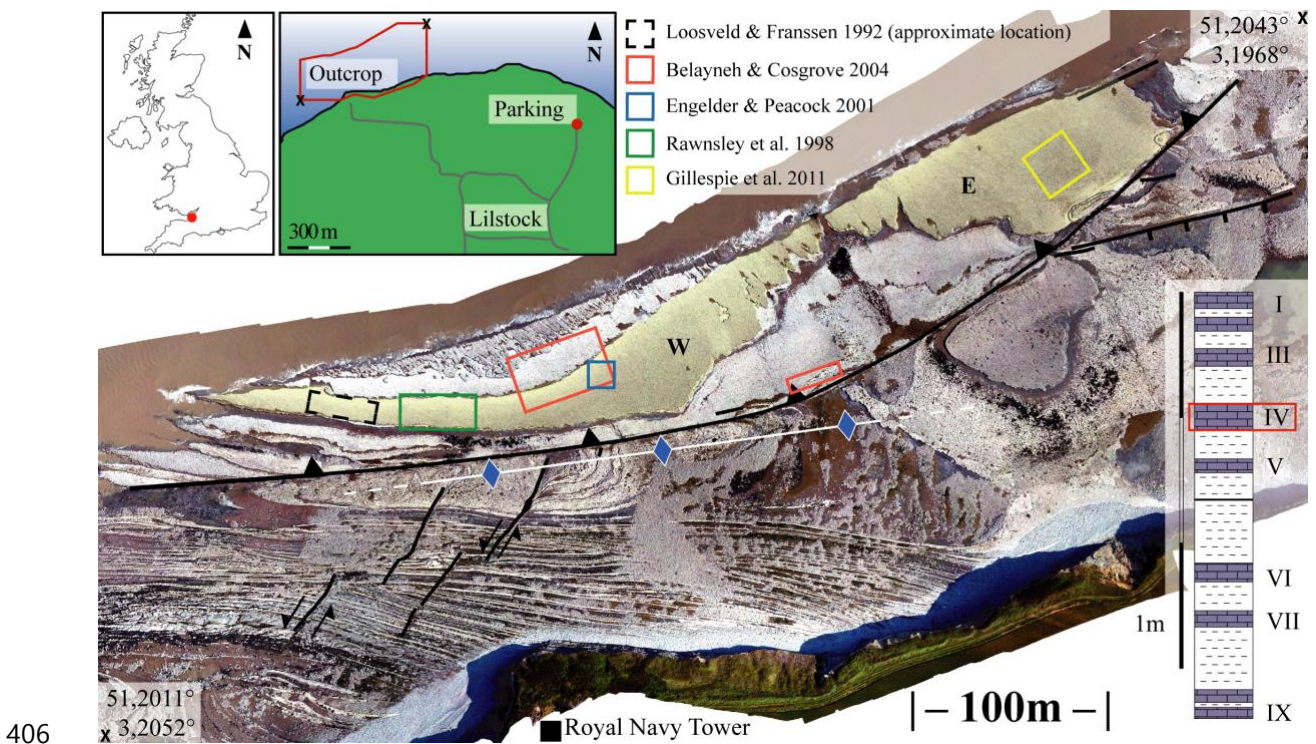 N
N
Outcrop
x
x
Parking
Lilstock
300 m
Loosveld & Franssen 1992 (approximate location)
Belayneh & Cosgrove 2004
Engelder & Peacock 2001
Rawnsley et al. 1998
Gillespie et al. 2011
x
51,2043°
3,1968°
E
W
I
III
IV
V
VI
VII
IX
1m
51,2011°
3,2052°
x
Royal Navy Tower
|– 100m –|
406